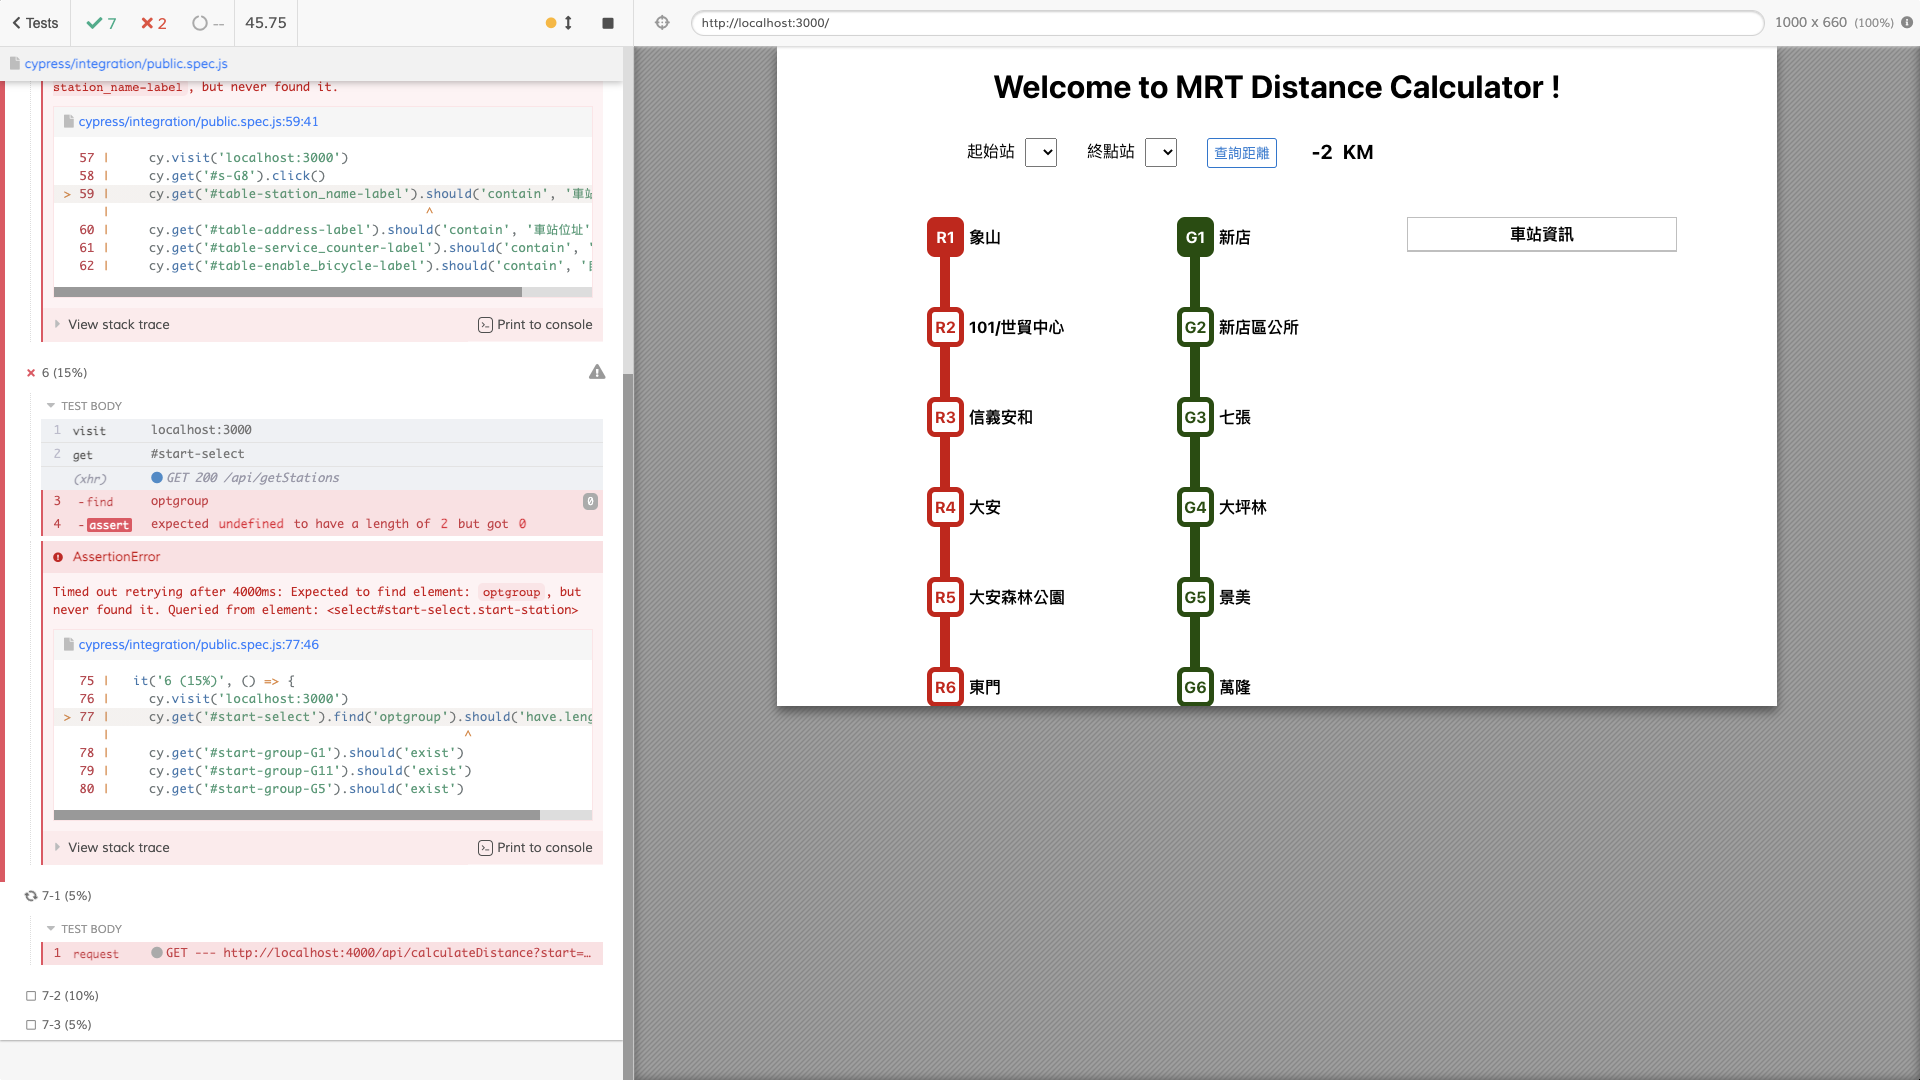 Tests
7
2
--
45.75
cypress/integration/public.spec.js
station_name-label , but never found it.
cypress/integration/public.spec.js:59:41
57 | cy.visit('localhost:3000')
58 | cy.get('#s-G8').click()
> 59 | cy.get('#table-station_name-label').should('contain', '車站
| ^
60 | cy.get('#table-address-label').should('contain', '車站位址'
61 | cy.get('#table-service_counter-label').should('contain', '
62 | cy.get('#table-enable_bicycle-label').should('contain', '
View stack trace
Print to console
6 (15%)
TEST BODY
1 visit localhost:3000
2 get #start-select
(xhr) GET 200 /api/getStations
3 -find optgroup 0
4 -assert expected undefined to have a length of 2 but got 0
AssertionError
Timed out retrying after 4000ms: Expected to find element: optgroup , but
never found it. Queried from element: <select#start-select.start-station>
cypress/integration/public.spec.js:77:46
75 | it('6 (15%)', () => {
76 | cy.visit('localhost:3000')
> 77 | cy.get('#start-select').find('optgroup').should('have.leng
| ^
78 | cy.get('#start-group-G1').should('exist')
79 | cy.get('#start-group-G11').should('exist')
80 | cy.get('#start-group-G5').should('exist')
View stack trace
Print to console
7-1 (5%)
TEST BODY
1 request GET --- http://localhost:4000/api/calculateDistance?start=…
7-2 (10%)
7-3 (5%)
http://localhost:3000/
1000 x 660 (100%)
Welcome to MRT Distance Calculator !
起始站
終點站
查詢距離
-2 KM
R1 象山
G1 新店
車站資訊
R2 101/世貿中心
G2 新店區公所
R3 信義安和
G3 七張
R4 大安
G4 大坪林
R5 大安森林公園
G5 景美
R6 東門
G6 萬隆